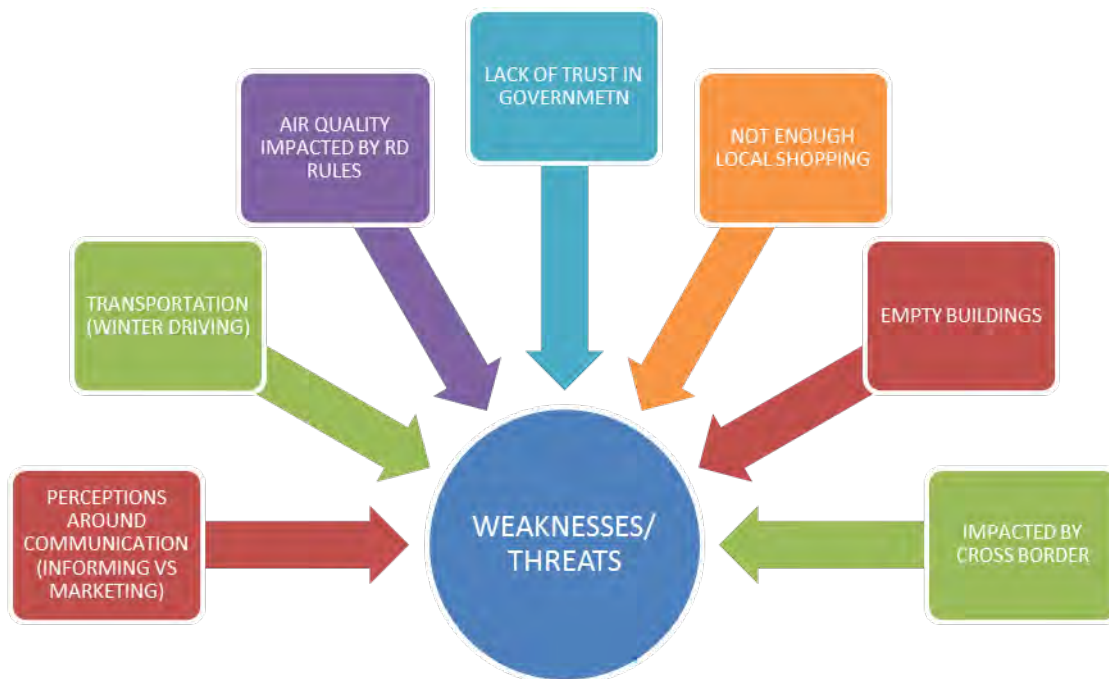 PERCEPTIONS
AROUND
COMMUNICATION
(INFORMING VS
MARKETING)
TRANSPORTATION
(WINTER DRIVING)
AIR QUALITY
IMPACTED BY RD
RULES
LACK OF TRUST IN
GOVERNMETN
NOT ENOUGH
LOCAL SHOPPING
EMPTY BUILDINGS
IMPACTED BY
CROSS BORDER
WEAKNESSES/
THREATS